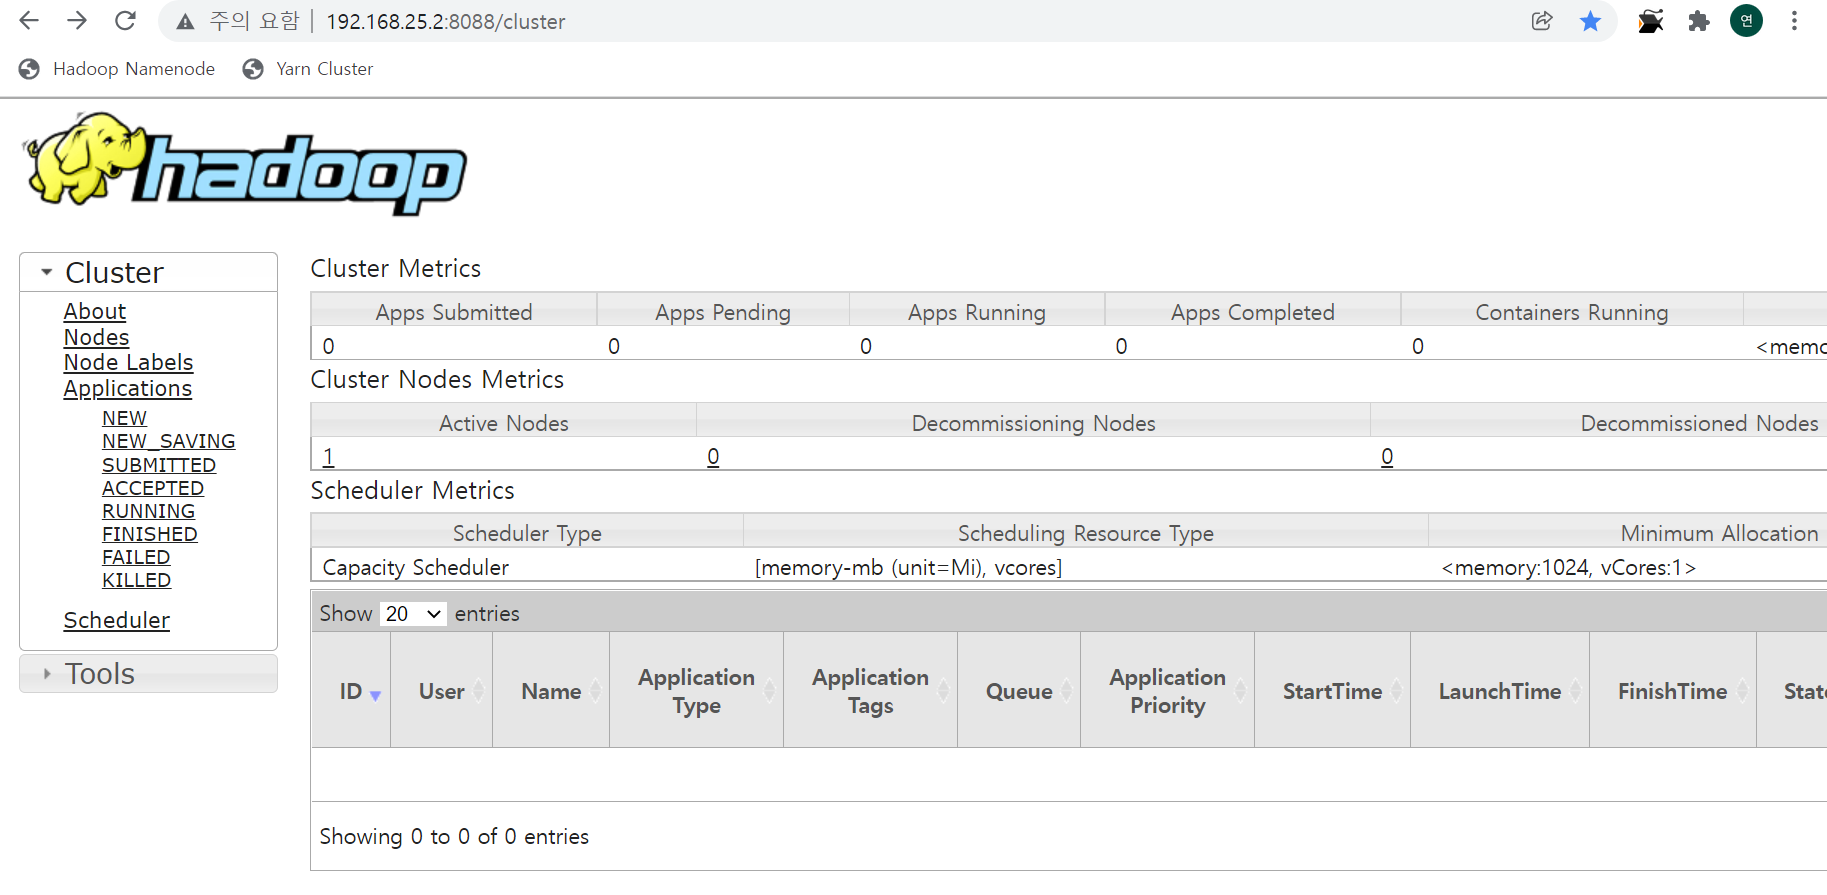 주의 요함 | 192.168.25.2:8088/cluster
연
Hadoop Namenode Yarn Cluster
hadoop
Cluster
About
Nodes
Node Labels
Applications
NEW
NEW_SAVING
SUBMITTED
ACCEPTED
RUNNING
FINISHED
FAILED
KILLED
Scheduler
Tools
Cluster Metrics
Apps Submitted Apps Pending Apps Running Apps Completed Containers Running
0 0 0 0 0 <memo
Cluster Nodes Metrics
Active Nodes Decommissioning Nodes Decommissioned Nodes
1 0 0
Scheduler Metrics
Scheduler Type Scheduling Resource Type Minimum Allocation
Capacity Scheduler [memory-mb (unit=Mi), vcores] <memory:1024, vCores:1>
Show 20 entries
ID User Name Application Type Application Tags Queue Application Priority StartTime LaunchTime FinishTime State
Showing 0 to 0 of 0 entries